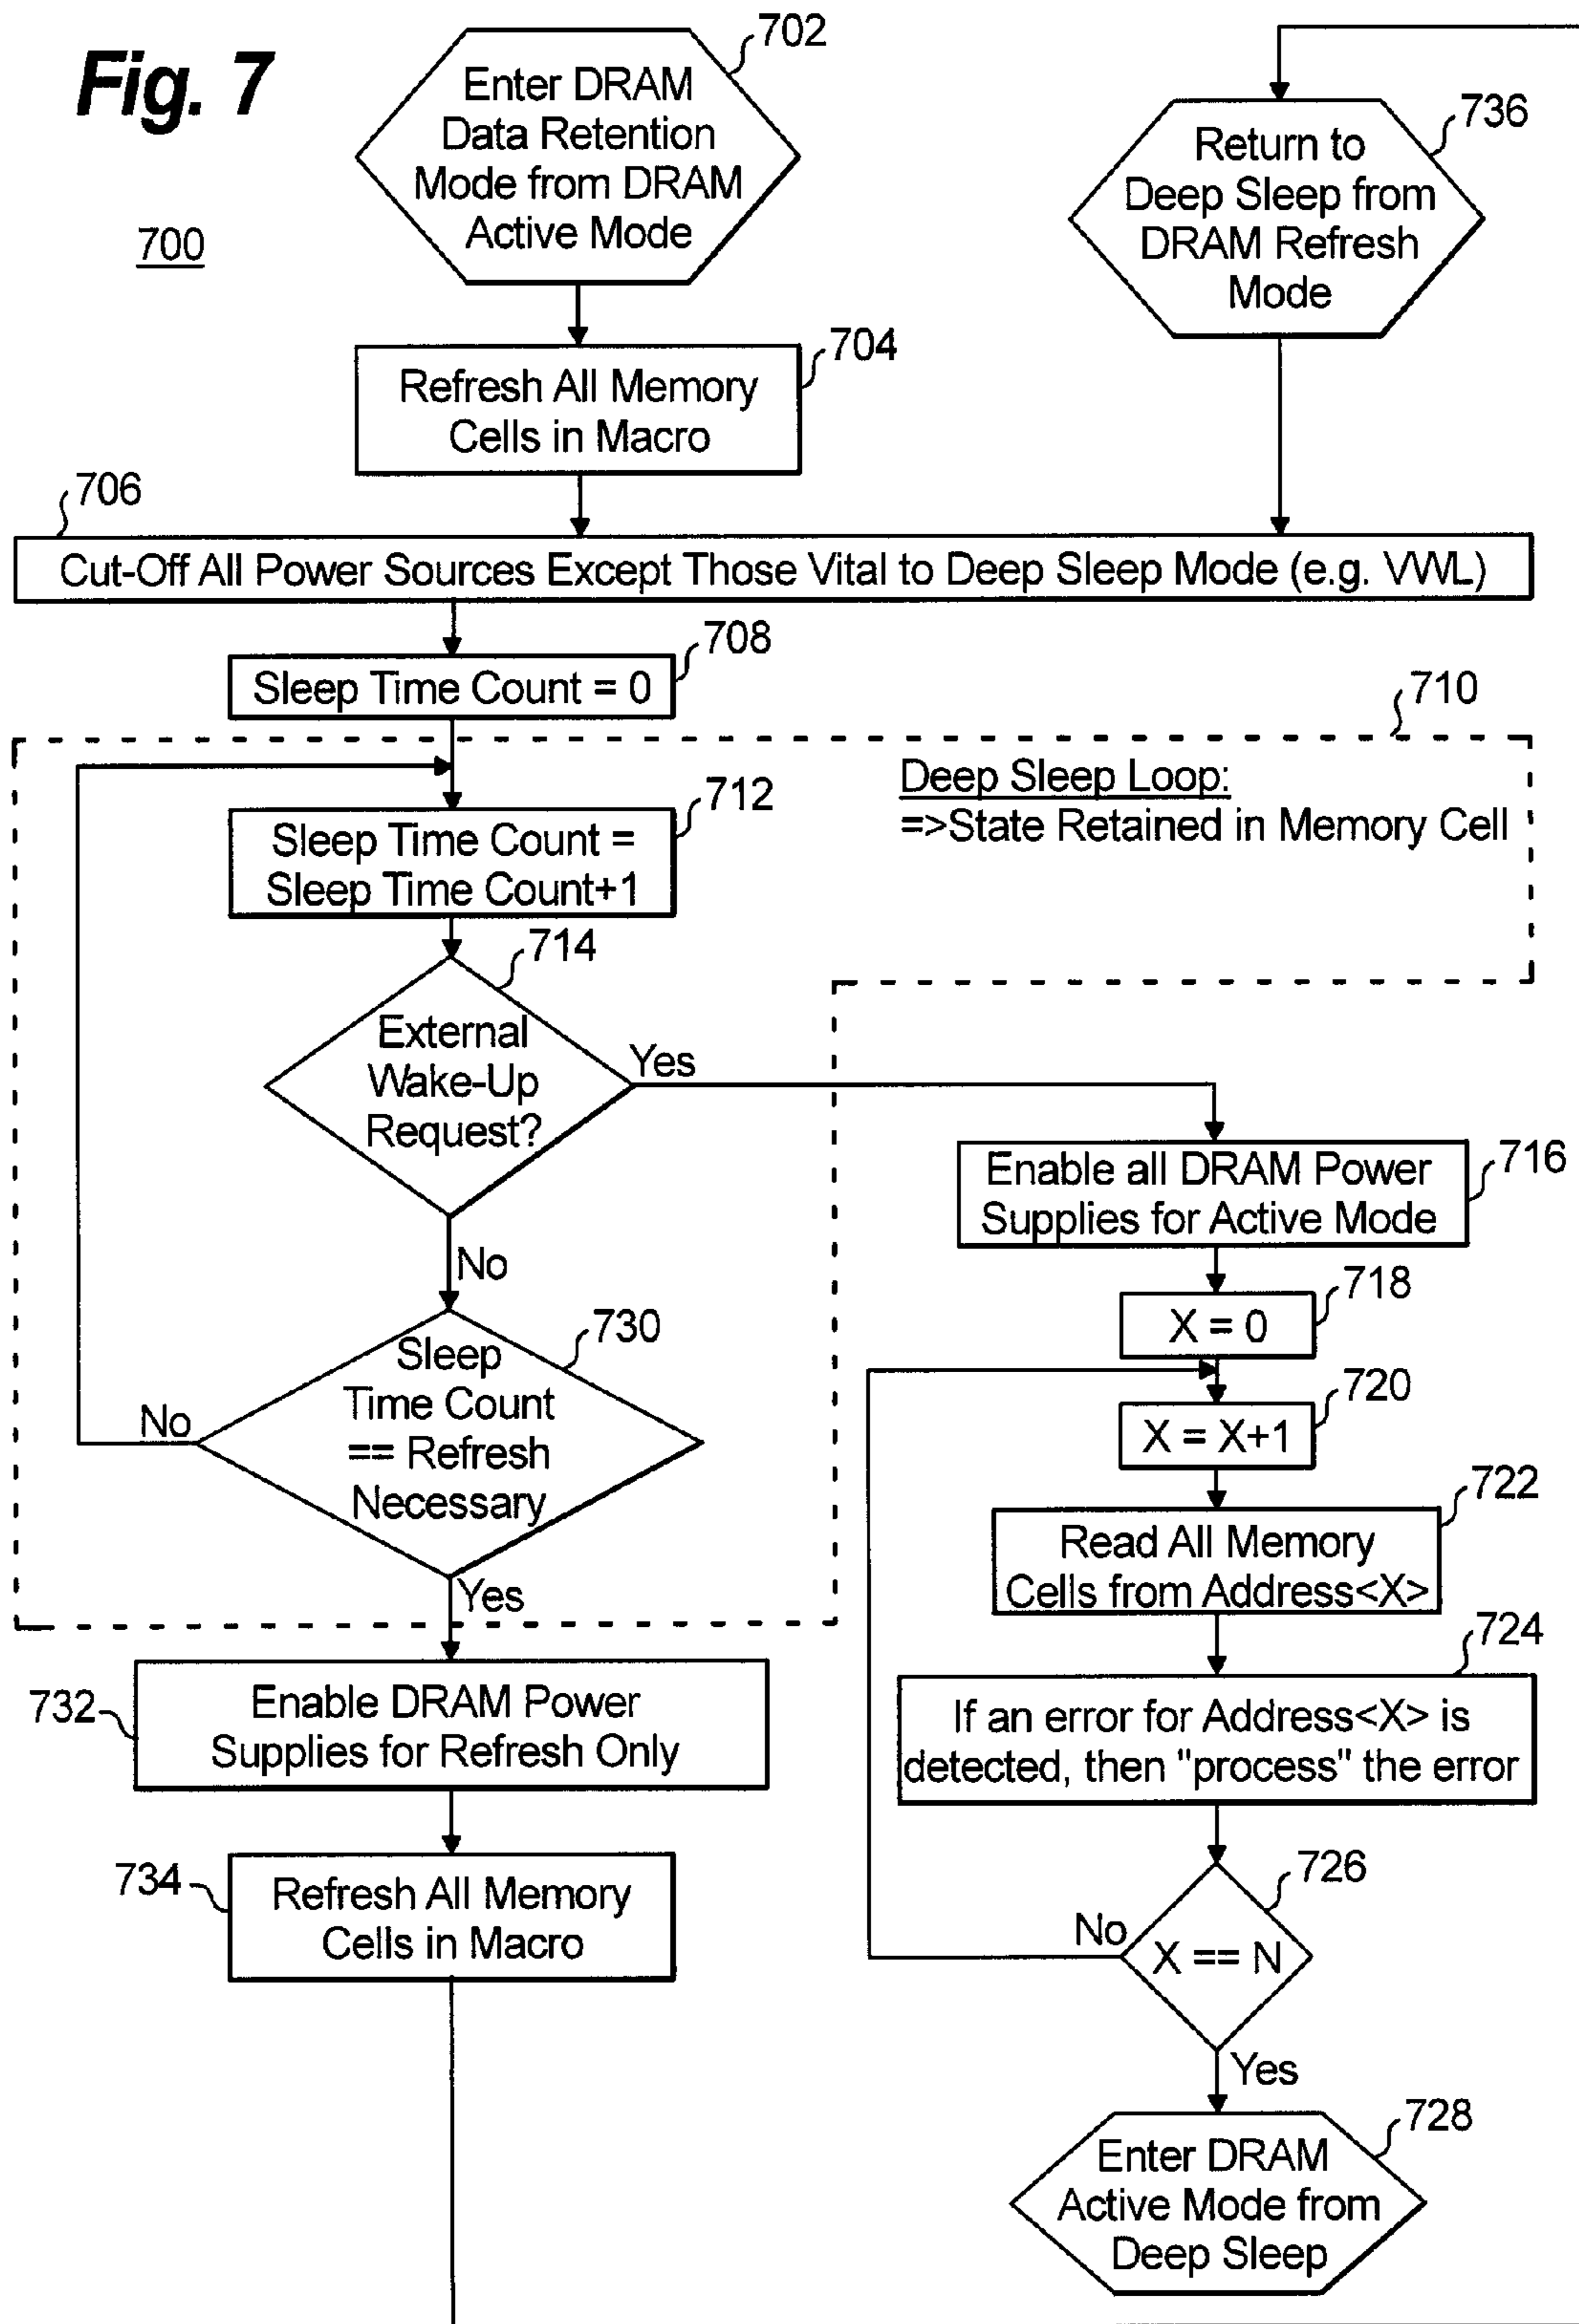 Fig. 7
700
702
Enter DRAM
Data Retention
Mode from DRAM
Active Mode
736
Return to
Deep Sleep from
DRAM Refresh
Mode
704
Refresh All Memory
Cells in Macro
706
Cut-Off All Power Sources Except Those Vital to Deep Sleep Mode (e.g. VWL)
708
Sleep Time Count = 0
710
Deep Sleep Loop:
=>State Retained in Memory Cell
712
Sleep Time Count =
Sleep Time Count+1
714
External
Wake-Up
Request?
Yes
No
716
Enable all DRAM Power
Supplies for Active Mode
718
X = 0
720
X = X+1
722
Read All Memory
Cells from Address<X>
724
If an error for Address<X> is
detected, then "process" the error
726
X == N
No
Yes
728
Enter DRAM
Active Mode from
Deep Sleep
730
Sleep
Time Count
== Refresh
Necessary
No
Yes
732
Enable DRAM Power
Supplies for Refresh Only
734
Refresh All Memory
Cells in Macro